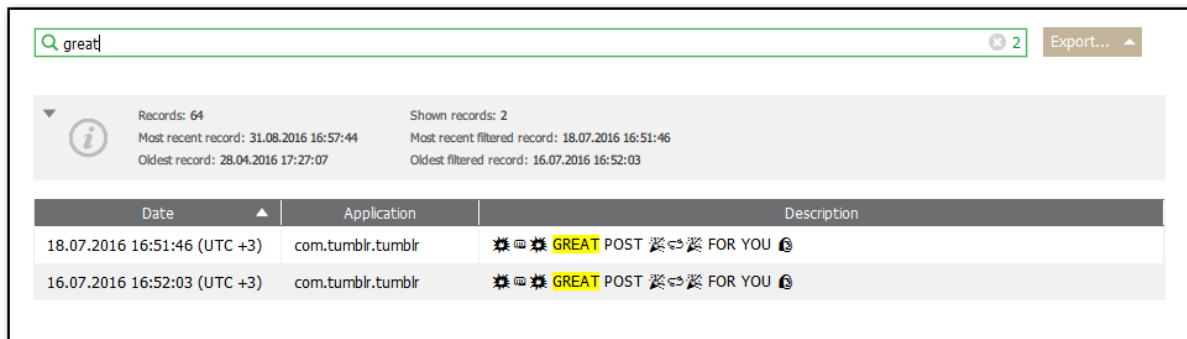 great
2
Export...
Records: 64
Most recent record: 31.08.2016 16:57:44
Oldest record: 28.04.2016 17:27:07
Shown records: 2
Most recent filtered record: 18.07.2016 16:51:46
Oldest filtered record: 16.07.2016 16:52:03
Date Application Description
18.07.2016 16:51:46 (UTC +3) com.tumblr.tumblr GREAT POST FOR YOU
16.07.2016 16:52:03 (UTC +3) com.tumblr.tumblr GREAT POST FOR YOU